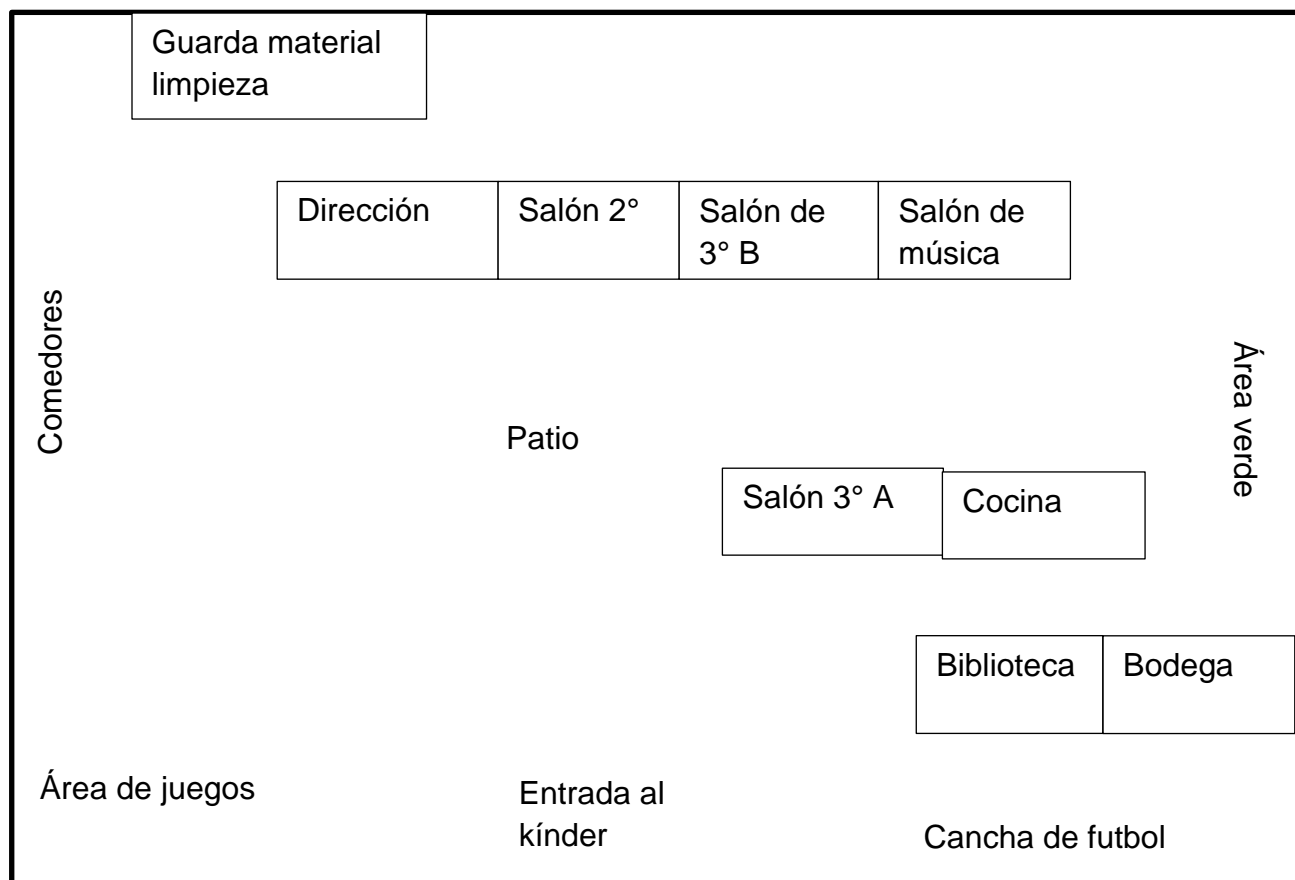 Guarda material
limpieza
Dirección
Salón 2°
Salón de
3° B
Salón de
música
Comedores
Área verde
Patio
Salón 3° A
Cocina
Biblioteca
Bodega
Área de juegos
Entrada al
kínder
Cancha de futbol